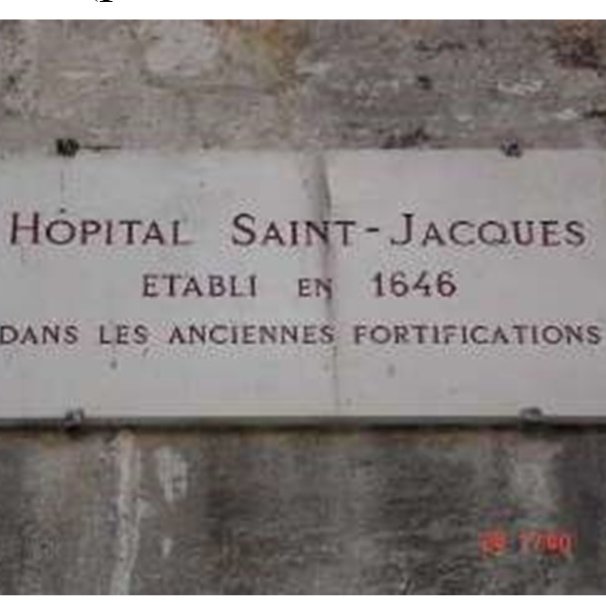 HÔPITAL SAINT-JACQUES
ETABLI EN 1646
DANS LES ANCIENNES FORTIFICATIONS